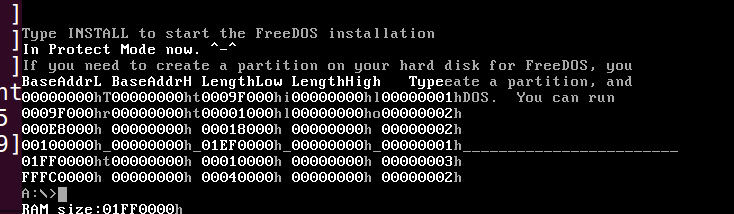 ]
Type INSTALL to start the FreeDOS installation
]
In Protect Mode now. ^-^
]
If you need to create a partition on your hard disk for FreeDOS, you
]
BaseAddrL BaseAddrH LengthLow LengthHigh   Typeeate a partition, and
nt
00000000hT00000000ht0009F000hi00000000hl00000001hDOS.  You can run
5
0009F000hr00000000ht00001000hl00000000ho00000002h
000E8000h 00000000h 00018000h 00000000h 00000002h
9]
00100000h_00000000h_01EF0000h_00000000h_00000001h________________________
01FF0000ht00000000h 00010000h 00000000h 00000003h
FFFC0000h 00000000h 00040000h 00000000h 00000002h
A:\>
RAM size:01FF0000h